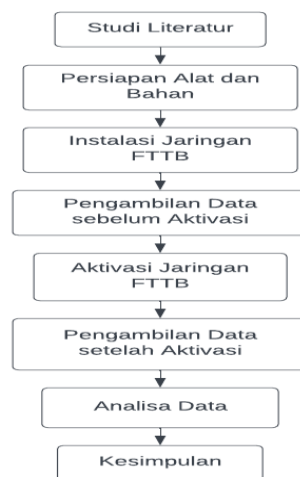 Studi Literatur
Persiapan Alat dan
Bahan
Instalasi Jaringan
FTTB
Pengambilan Data
sebelum Aktivasi
Aktivasi Jaringan
FTTB
Pengambilan Data
setelah Aktivasi
Analisa Data
Kesimpulan